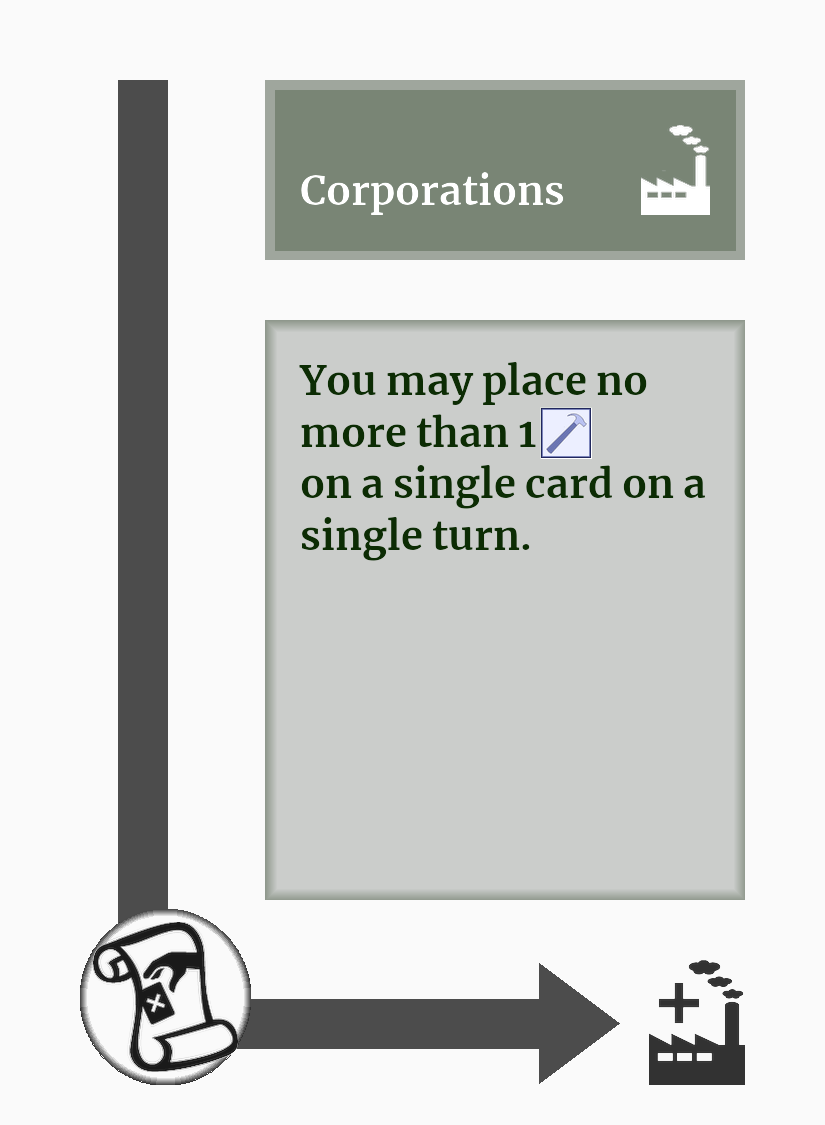 Corporations
You may place no
more than 1
on a single card on a
single turn.